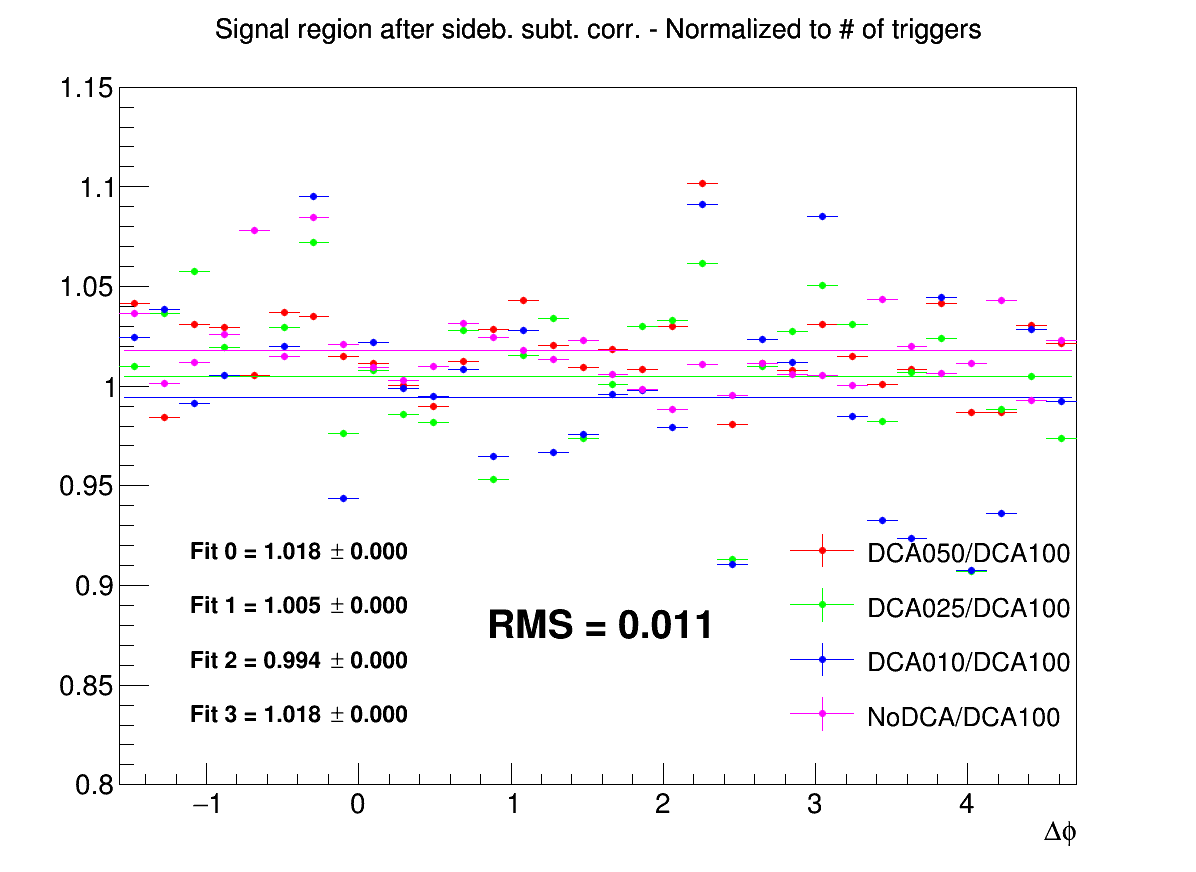 Signal region after sideb. subt. corr. - Normalized to # of triggers
1.15
1.1
1.05
1
0.95
0.9
0.85
0.8
Fit 0 = 1.018 ± 0.000
Fit 1 = 1.005 ± 0.000
Fit 2 = 0.994 ± 0.000
Fit 3 = 1.018 ± 0.000
RMS = 0.011
DCA050/DCA100
DCA025/DCA100
DCA010/DCA100
NoDCA/DCA100
−1 0 1 2 3 4
Δϕ